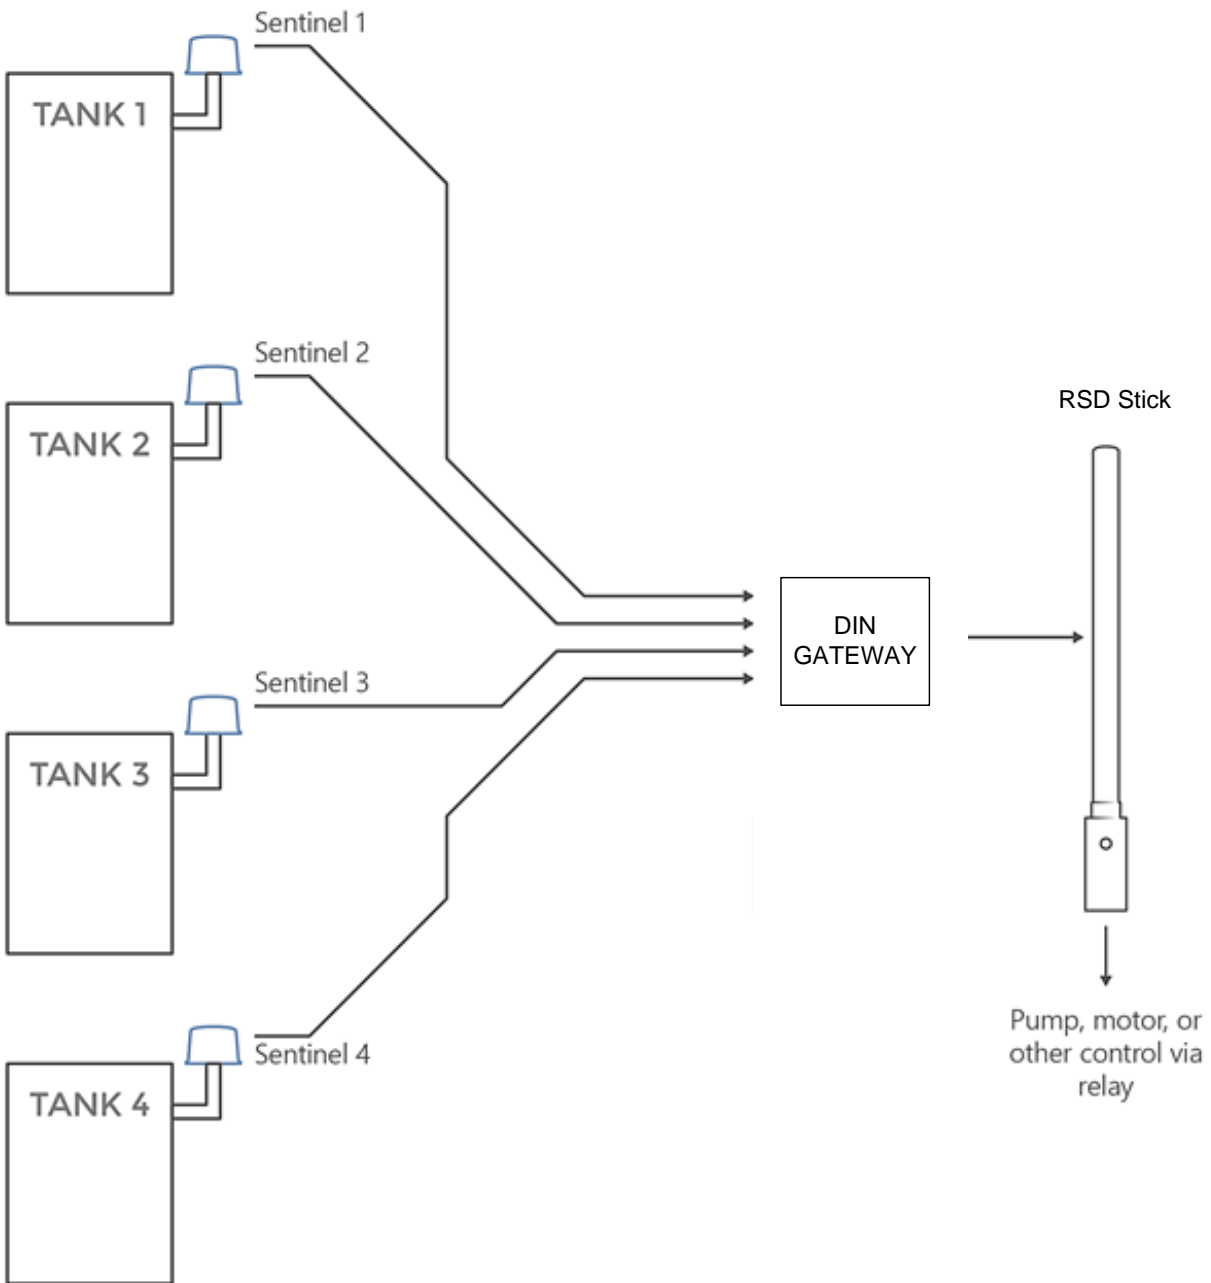 Sentinel 1
TANK 1
Sentinel 2
TANK 2
RSD Stick
DIN
GATEWAY
Sentinel 3
TANK 3
Sentinel 4
TANK 4
Pump, motor, or
other control via
relay